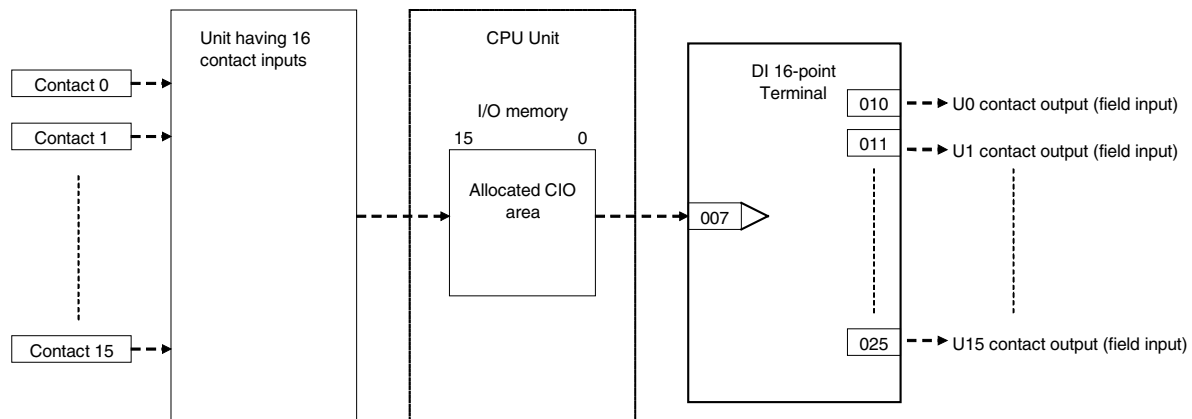 Unit having 16
contact inputs
Contact 0
Contact 1
Contact 15
CPU Unit
I/O memory
15 0
Allocated CIO
area
DI 16-point
Terminal
007
010
011
025
U0 contact output (field input)
U1 contact output (field input)
U15 contact output (field input)